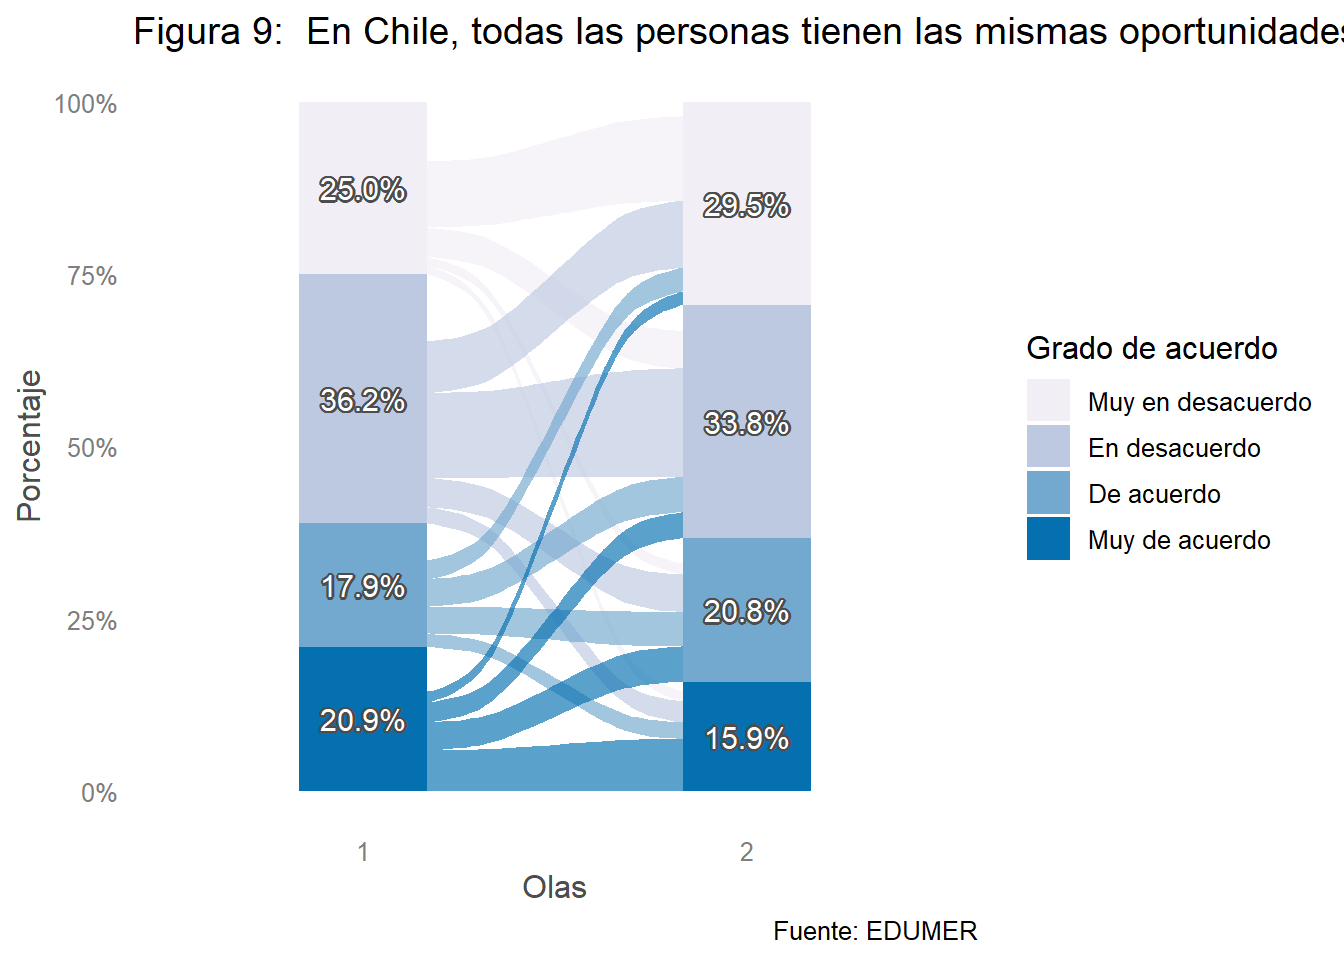 Figura 9:  En Chile, todas las personas tienen las mismas oportunidades
100%
75%
50%
25%
0%
Porcentaje
25.0%
36.2%
17.9%
20.9%
29.5%
33.8%
20.8%
15.9%
1
2
Olas
Grado de acuerdo
Muy en desacuerdo
En desacuerdo
De acuerdo
Muy de acuerdo
Fuente: EDUMER